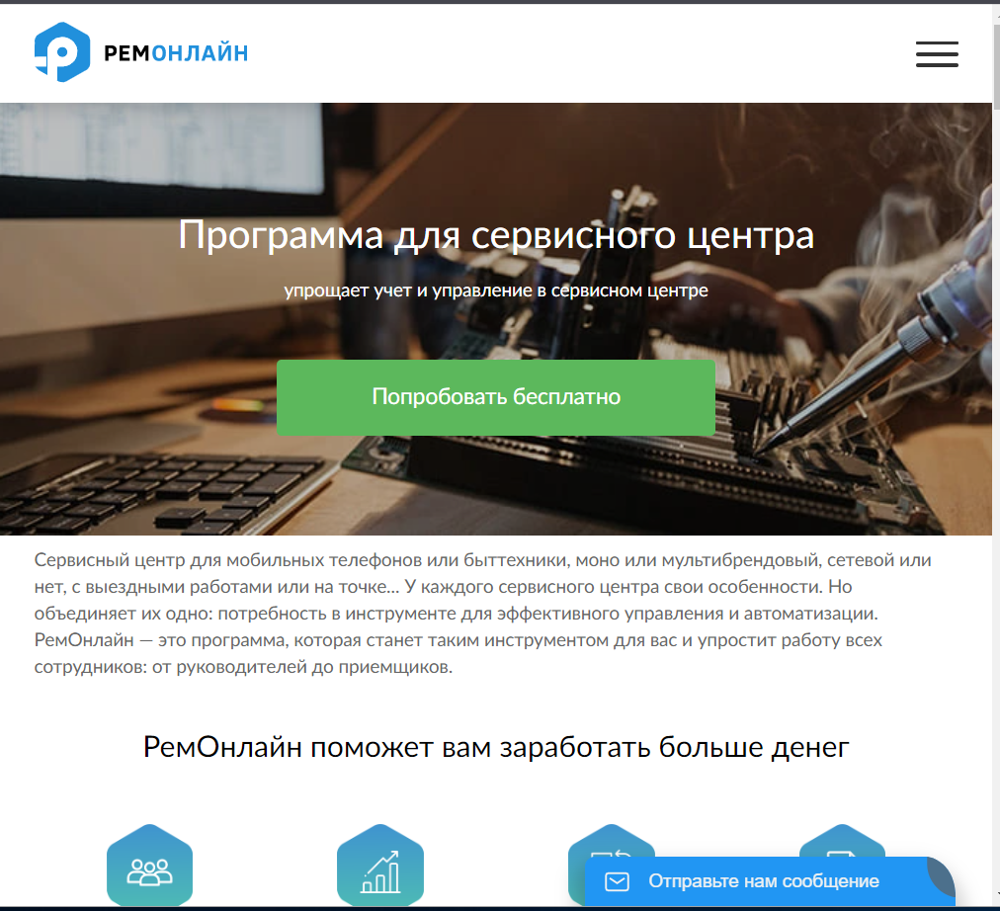 РЕМОНЛАЙН
Программа для сервисного центра
упрощает учет и управление в сервисном центре
Попробовать бесплатно
Сервисный центр для мобильных телефонов или быттехники, моно или мультибрендовый, сетевой или
нет, с выездными работами или на точке... У каждого сервисного центра свои особенности. Но
объединяет их одно: потребность в инструменте для эффективного управления и автоматизации.
РемОнлайн — это программа, которая станет таким инструментом для вас и упростит работу всех
сотрудников: от руководителей до приемщиков.
РемОнлайн поможет вам заработать больше денег
Отправьте нам сообщение